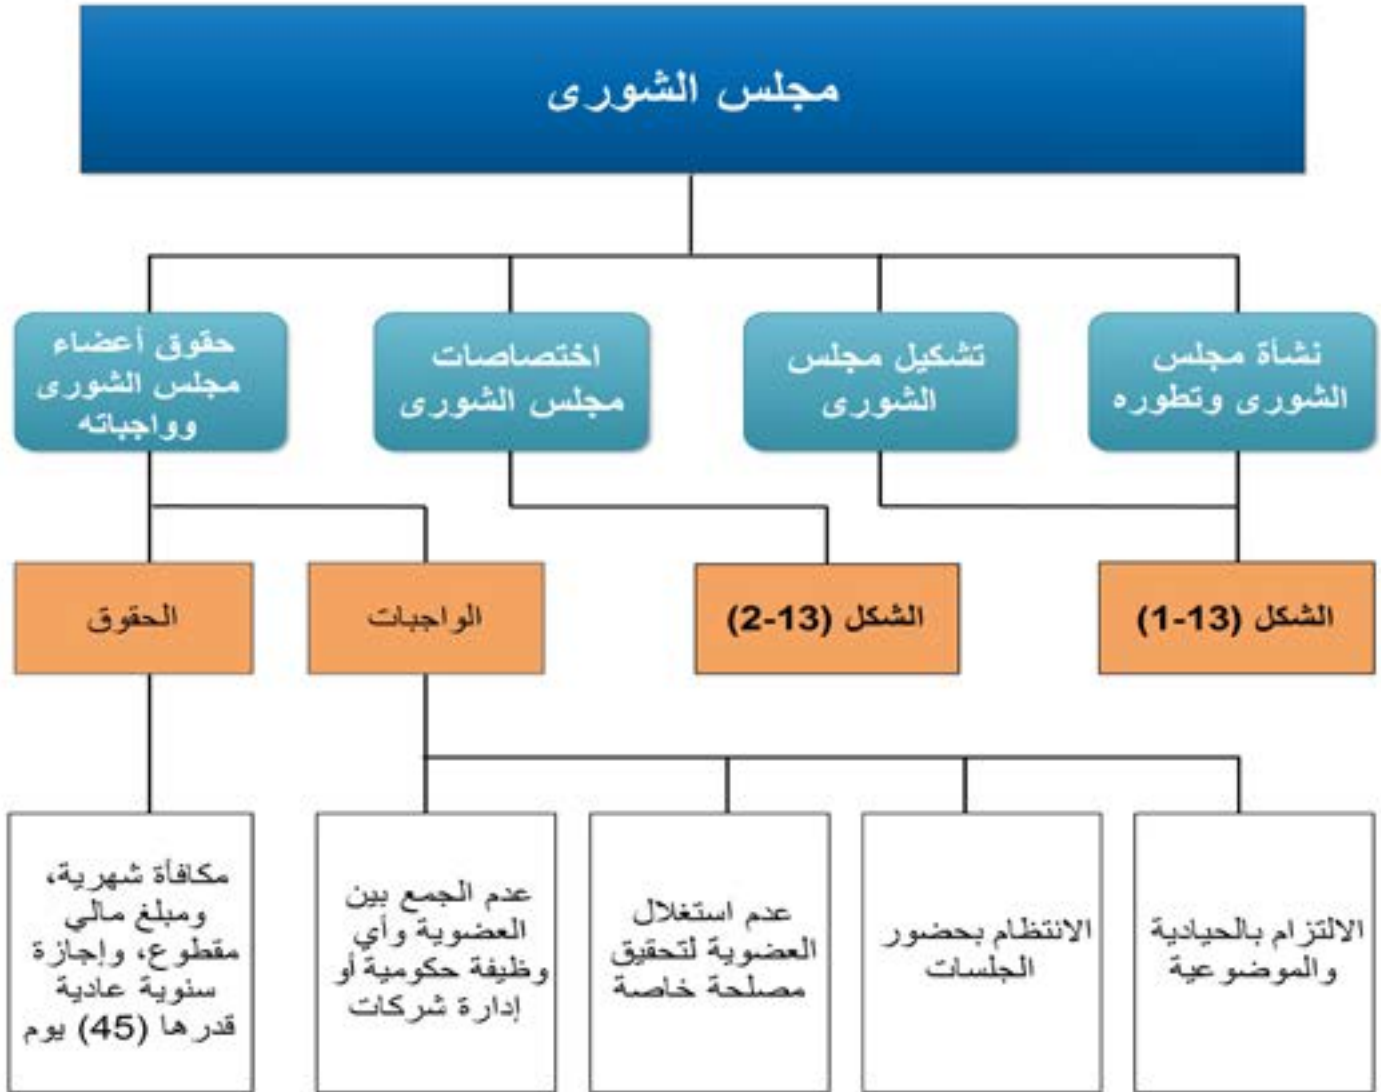 مجلس الشورى
نشأة مجلس
الشورى وتطوره
تشكيل مجلس
الشورى
اختصاصات
مجلس الشورى
حقوق أعضاء
مجلس الشورى
وواجباته
الشكل (13-1)
الشكل (13-2)
الواجبات
الحقوق
الالتزام بالحيادية
والموضوعية
الانتظام بحضور
الجلسات
عدم استغلال
العضوية لتحقيق
مصلحة خاصة
عدم الجمع بين
العضوية وأي
وظيفة حكومية أو
إدارة شركات
مكافأة شهرية،
ومبلغ مالي
مقطوع، وإجازة
سنوية عادية
قدرها (45) يوم